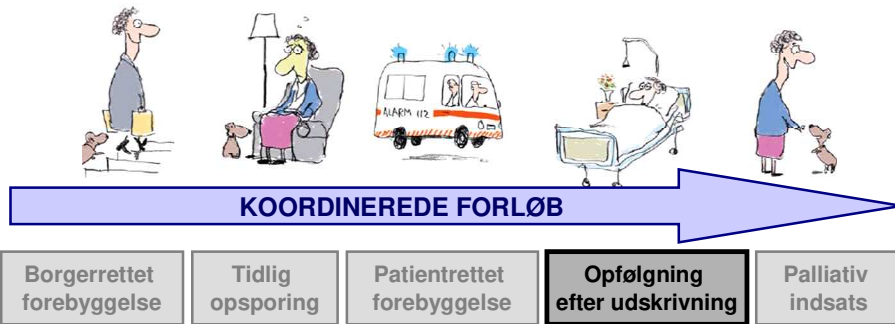 ALARM 112
KOORDINEREDE FORLØB
Borgerrettet
forebyggelse
Tidlig
opsporing
Patientrettet
forebyggelse
Opfølgning
efter udskrivning
Palliativ
indsats